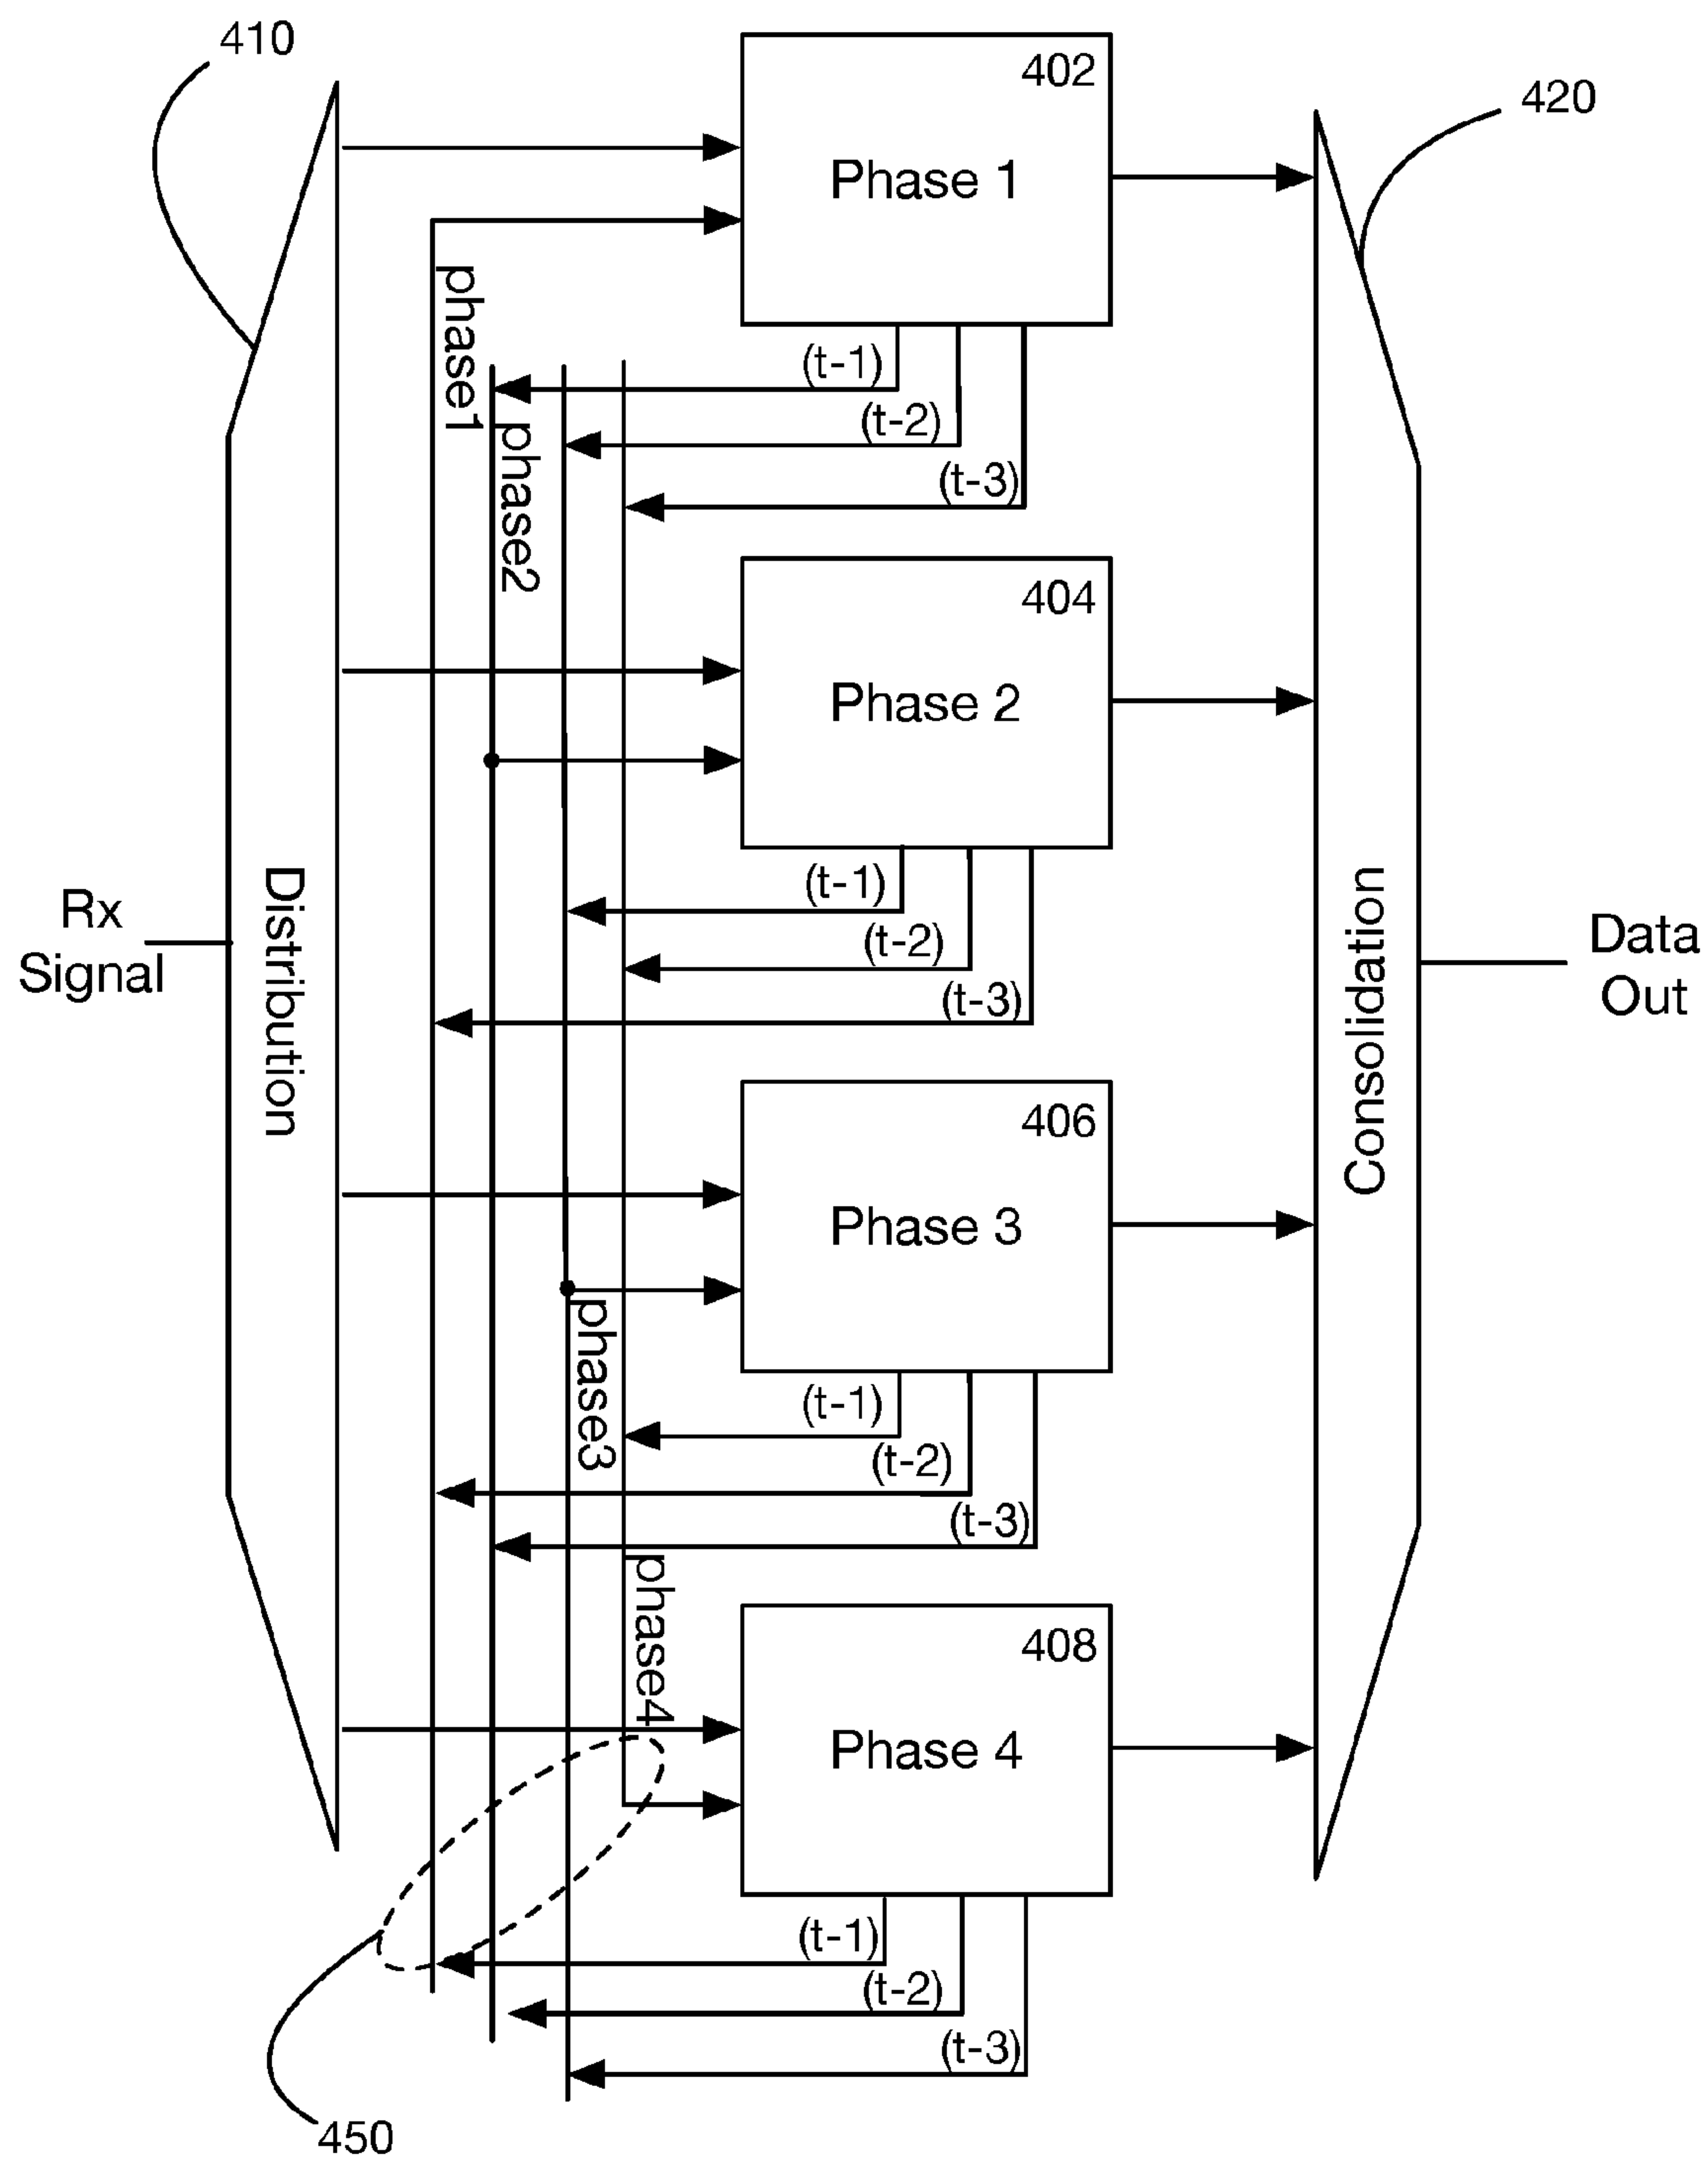 410
402
420
Phase 1
phase1
(t-1)
(t-2)
phase2
(t-3)
404
Phase 2
(t-1)
Rx
Signal
Distribution
(t-2)
(t-3)
Consolidation
Data
Out
406
Phase 3
phase3
(t-1)
(t-2)
(t-3)
phase4
408
Phase 4
(t-1)
(t-2)
(t-3)
450